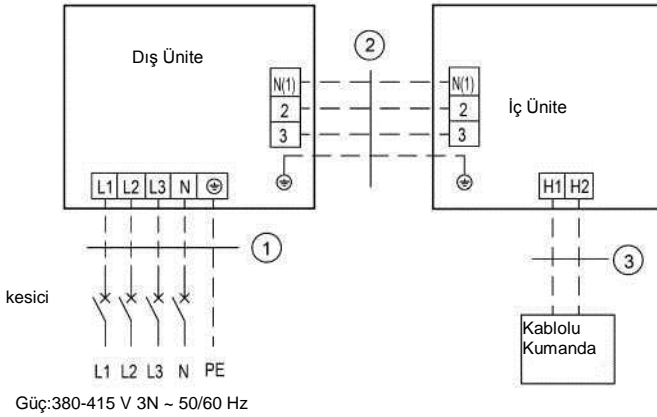 Dış Ünite
2
N(1)
2
3
N(1)
2
3
İç Ünite
L1 L2 L3 N
H1 H2
1
3
kesici
Kablolu
Kumanda
L1 L2 L3 N PE
Güç:380-415 V 3N ~ 50/60 Hz